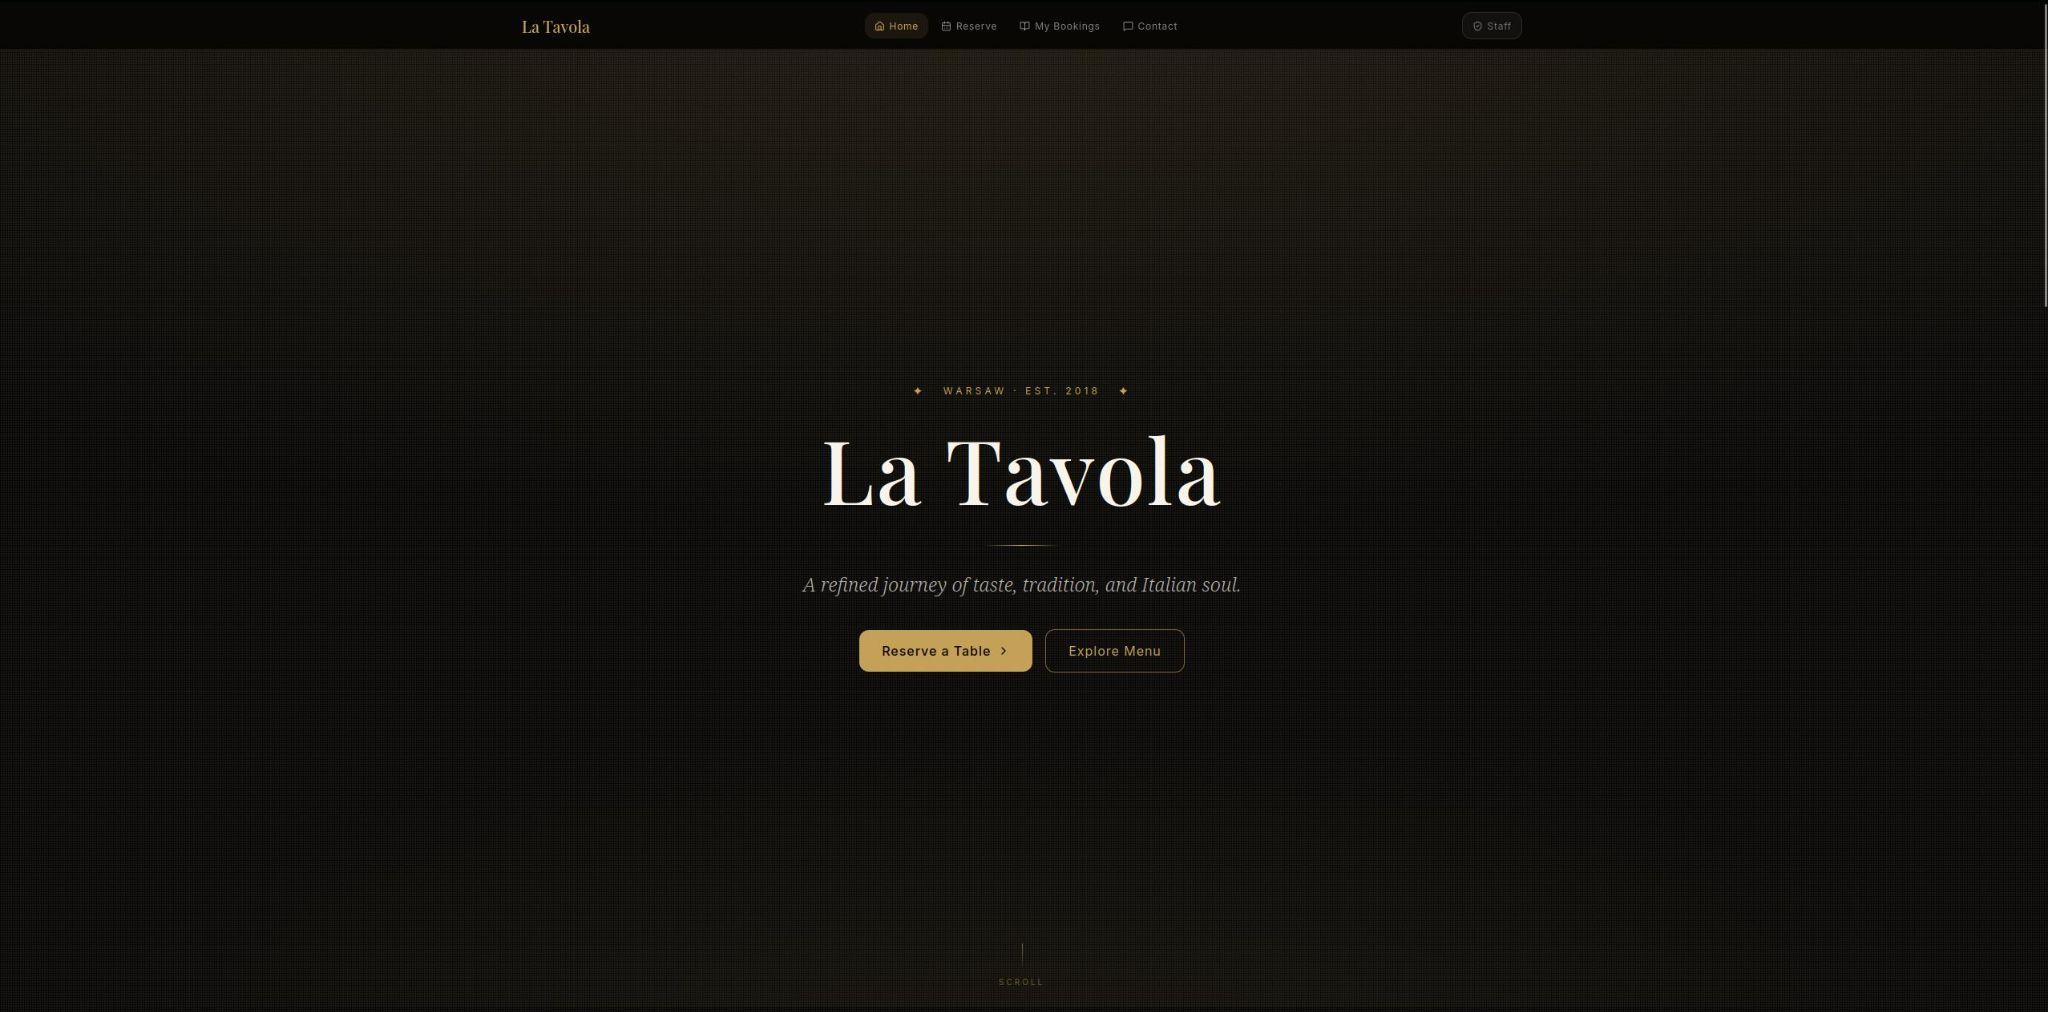 La Tavola
Home
Reserve
My Bookings
Contact
Staff
WARSAW · EST. 2018
La Tavola
A refined journey of taste, tradition, and Italian soul.
Reserve a Table
Explore Menu
SCROLL